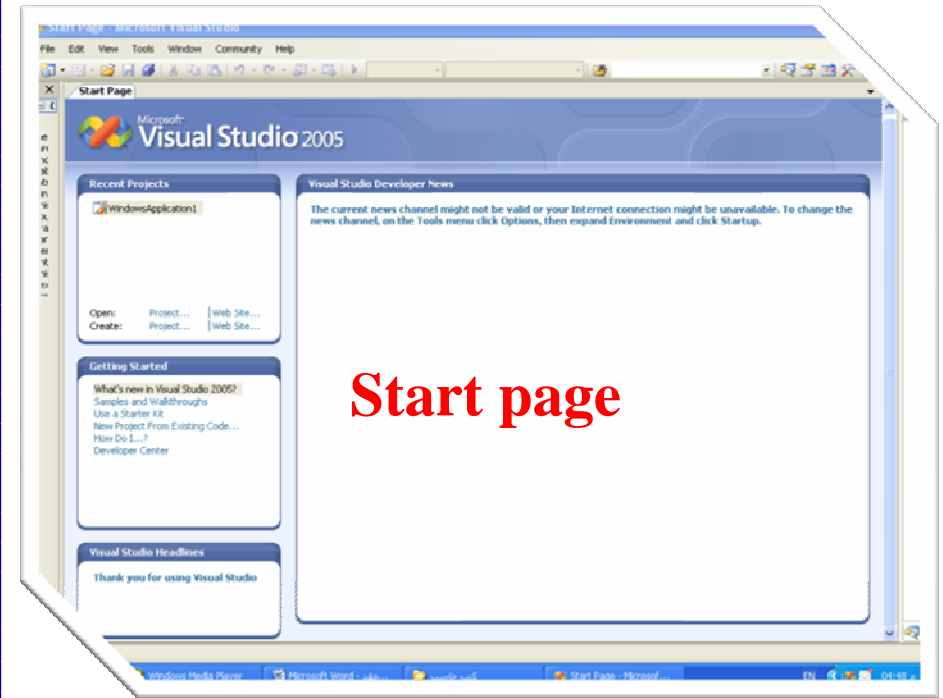 Start Page - Microsoft Visual Studio
File Edit View Tools Window Community Help
Start Page
Microsoft
Visual Studio 2005
Recent Projects
WindowsApplication1
Open: Project... Web Site...
Create: Project... Web Site...
Getting Started
What's new in Visual Studio 2005?
Samples and Walkthroughs
Use a Starter Kit
New Project From Existing Code...
How Do I...?
Developer Center
Visual Studio Headlines
Thank you for using Visual Studio
Visual Studio Developer News
The current news channel might not be valid or your Internet connection might be unavailable. To change the
news channel, on the Tools menu click Options, then expand Environment and click Startup.
Start page
Windows Media Player
Microsoft Word -
Start Page - Microsof...
EN
04:48